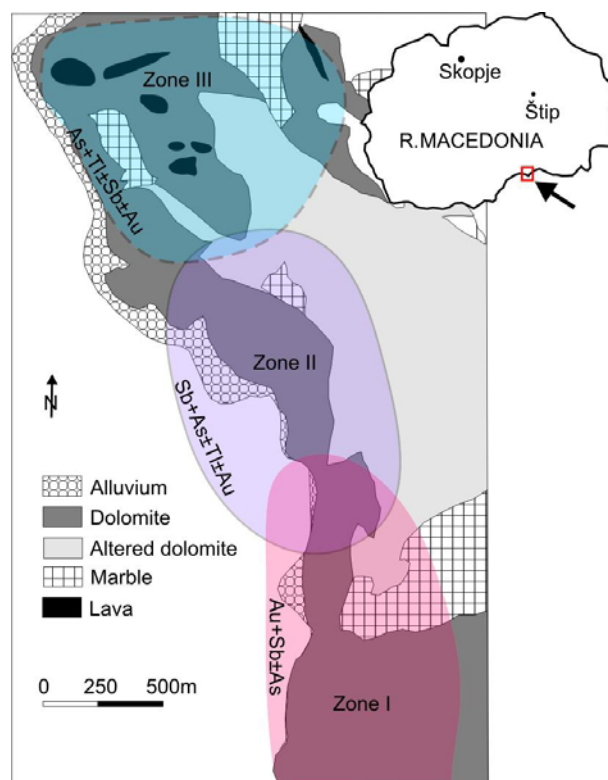 Zone III
Skopje
Štip
R.MACEDONIA
As±Tl±Sb±Au
Zone II
Sb+As±Tl±Au
N
Alluvium
Dolomite
Altered dolomite
Marble
Lava
0 250 500m
Au+Sb±As
Zone I